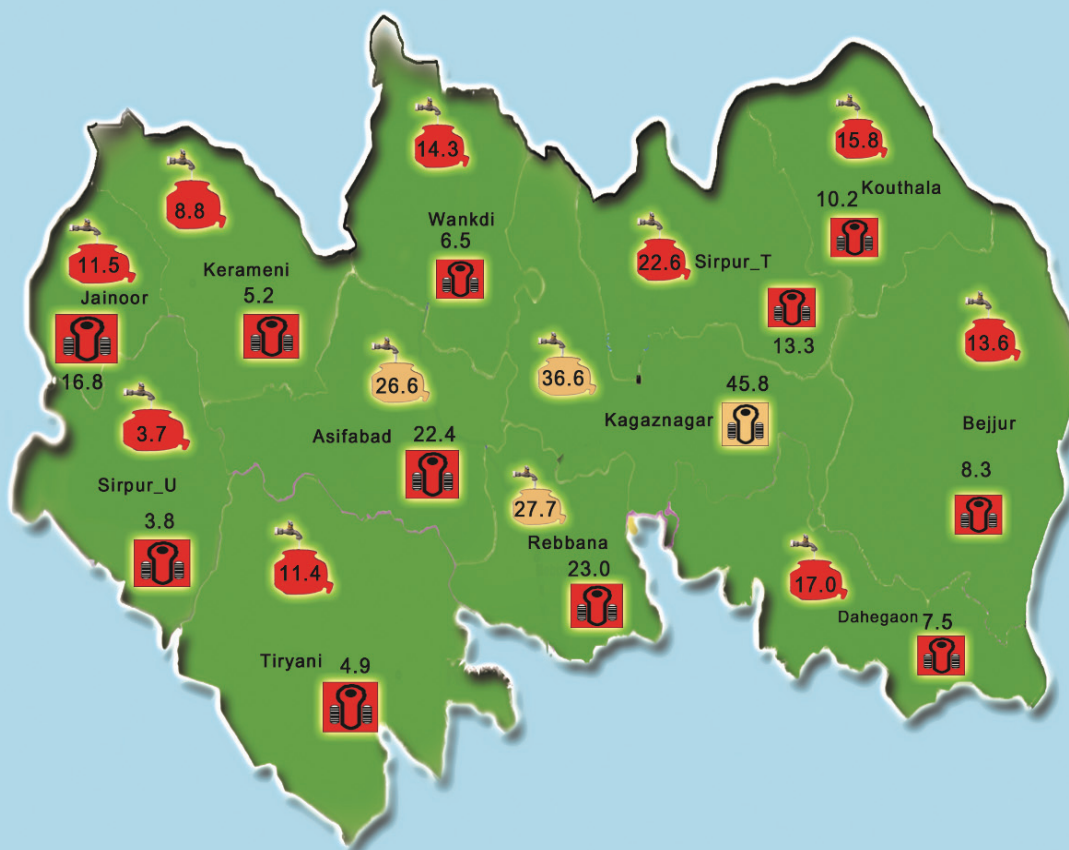 14.3
15.8
Kouthala
10.2
8.8
Wankdi
6.5
22.6
Sirpur_T
11.5
Jainoor
16.8
Kerameni
5.2
13.3
13.6
26.6
36.6
45.8
Kagaznagar
Bejjur
8.3
3.7
Sirpur_U
3.8
Asifabad
22.4
27.7
Rebbana
23.0
11.4
17.0
Dahegaon
7.5
Tiryani
4.9